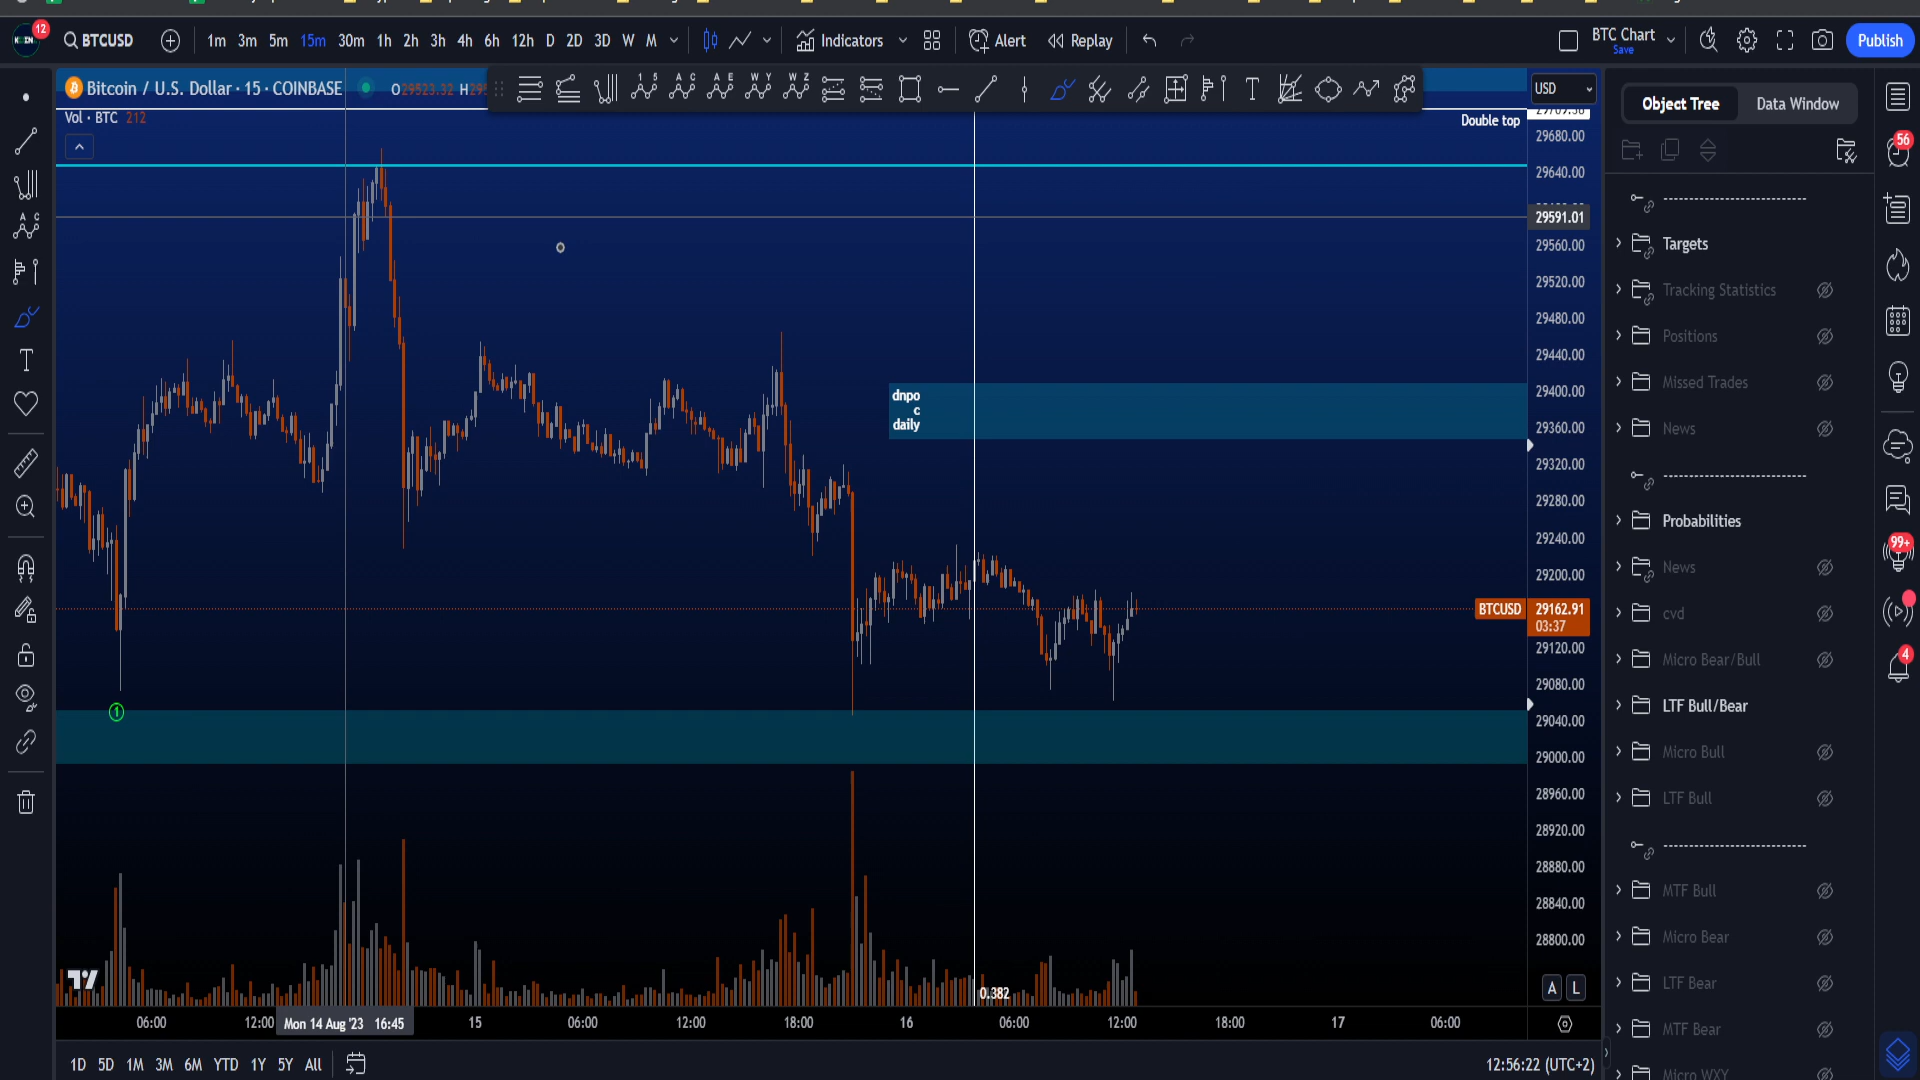 12
BTCUSD
1m 3m 5m 15m 30m 1h 2h 3h 4h 6h 12h D 2D 3D W M
Indicators
Alert
Replay
BTC Chart
Save
Publish
Bitcoin / U.S. Dollar · 15 · COINBASE
O29523.32 H295
Vol · BTC 212
USD
Double top
29680.00
29640.00
29591.01
29560.00
29520.00
29480.00
29440.00
29400.00
29360.00
29320.00
29280.00
29240.00
29200.00
BTCUSD 29162.91
03:37
29120.00
29080.00
29040.00
29000.00
28960.00
28920.00
28880.00
28840.00
28800.00
dnpo
c
daily
1
0.382
A L
06:00 12:00 Mon 14 Aug '23 16:45 15 06:00 12:00 18:00 16 06:00 12:00 18:00 17 06:00
1D 5D 1M 3M 6M YTD 1Y 5Y All
12:56:22 (UTC+2)
Object Tree Data Window
Targets
Tracking Statistics
Positions
Missed Trades
News
Probabilities
News
cvd
Micro Bear/Bull
LTF Bull/Bear
Micro Bull
LTF Bull
MTF Bull
Micro Bear
LTF Bear
MTF Bear
Micro WXY
56
99+
4